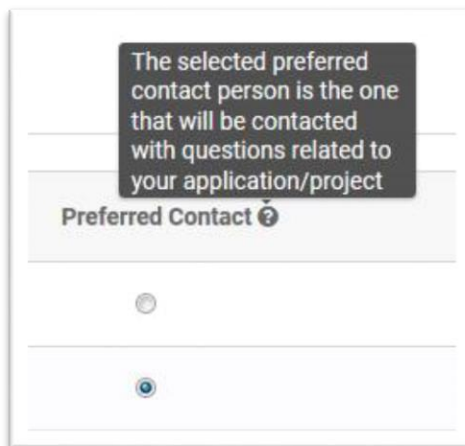 The selected preferred
contact person is the one
that will be contacted
with questions related to
your application/project
Preferred Contact ?